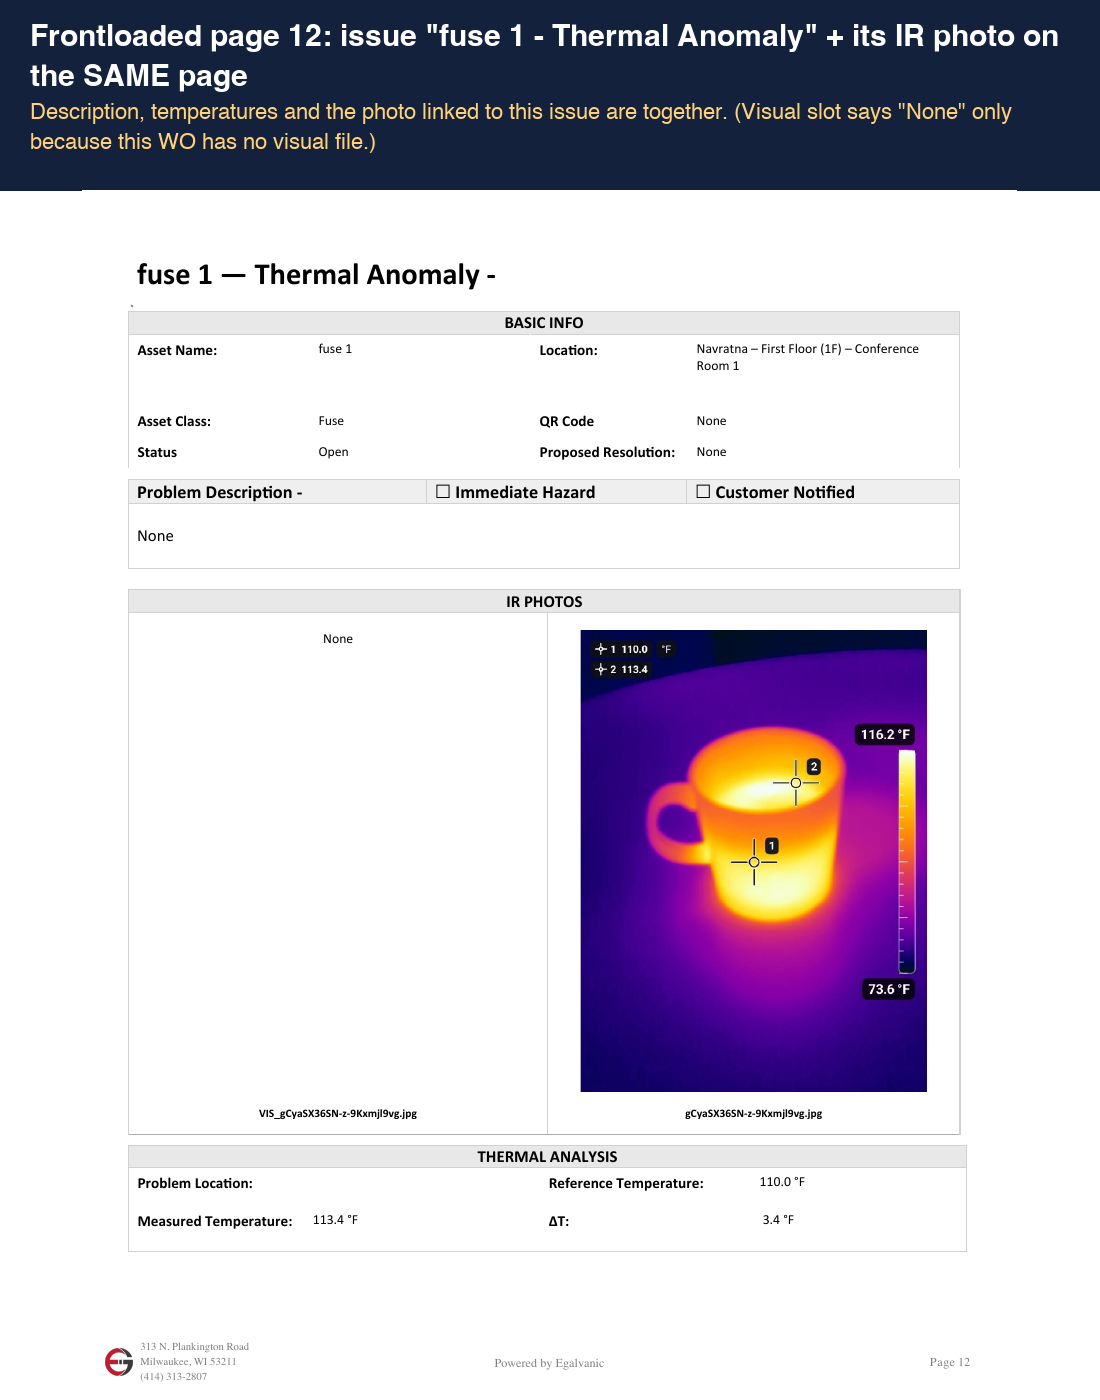 Frontloaded page 12: issue "fuse 1 - Thermal Anomaly" + its IR photo on
the SAME page
Description, temperatures and the photo linked to this issue are together. (Visual slot says "None" only
because this WO has no visual file.)
fuse 1 — Thermal Anomaly -
BASIC INFO
Asset Name: fuse 1 Location: Navratna – First Floor (1F) – Conference
Room 1
Asset Class: Fuse QR Code None
Status Open Proposed Resolution: None
Problem Description - ☐ Immediate Hazard ☐ Customer Notified
None
IR PHOTOS
None
1 110.0 °F
2 113.4
116.2 °F
2
1
73.6 °F
VIS_gCyaSX36SN-z-9Kxmjl9vg.jpg gCyaSX36SN-z-9Kxmjl9vg.jpg
THERMAL ANALYSIS
Problem Location: Reference Temperature: 110.0 °F
Measured Temperature: 113.4 °F ΔT: 3.4 °F
313 N. Plankington Road
Milwaukee, WI 53211
(414) 313-2807
Powered by Egalvanic
Page 12